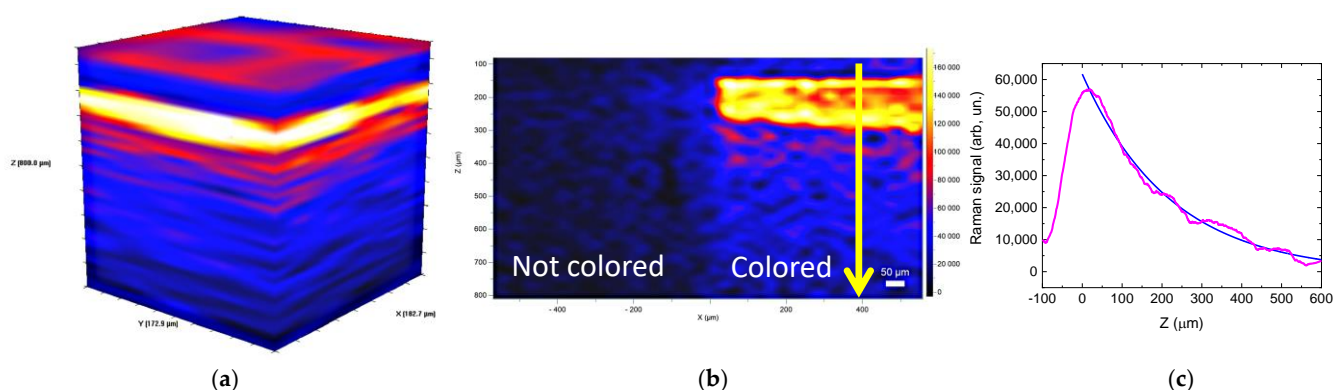 Z [800.0 µm]
Y [172.9 µm]
X [182.7 µm]
(a)
100
200
300
400
500
600
700
800
Z (µm)
Not colored
Colored
50 µm
- 400
- 200
0
200
400
X (µm)
160 000
140 000
120 000
100 000
80 000
60 000
40 000
20 000
0
(b)
60,000
50,000
40,000
30,000
20,000
10,000
0
Raman signal (arb, un.)
-100 0 100 200 300 400 500 600
Z (µm)
(c)